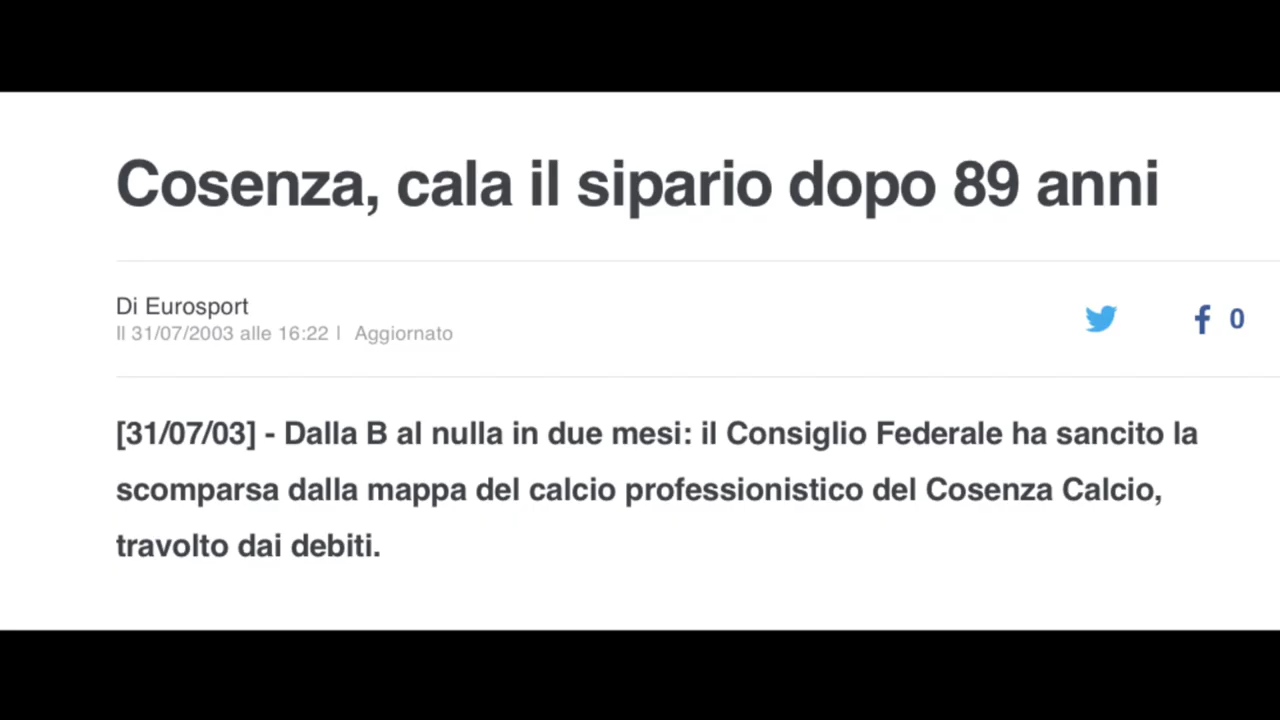 Cosenza, cala il sipario dopo 89 anni
Di Eurosport
Il 31/07/2003 alle 16:22 | Aggiornato
0
[31/07/03] - Dalla B al nulla in due mesi: il Consiglio Federale ha sancito la
scomparsa dalla mappa del calcio professionistico del Cosenza Calcio,
travolto dai debiti.